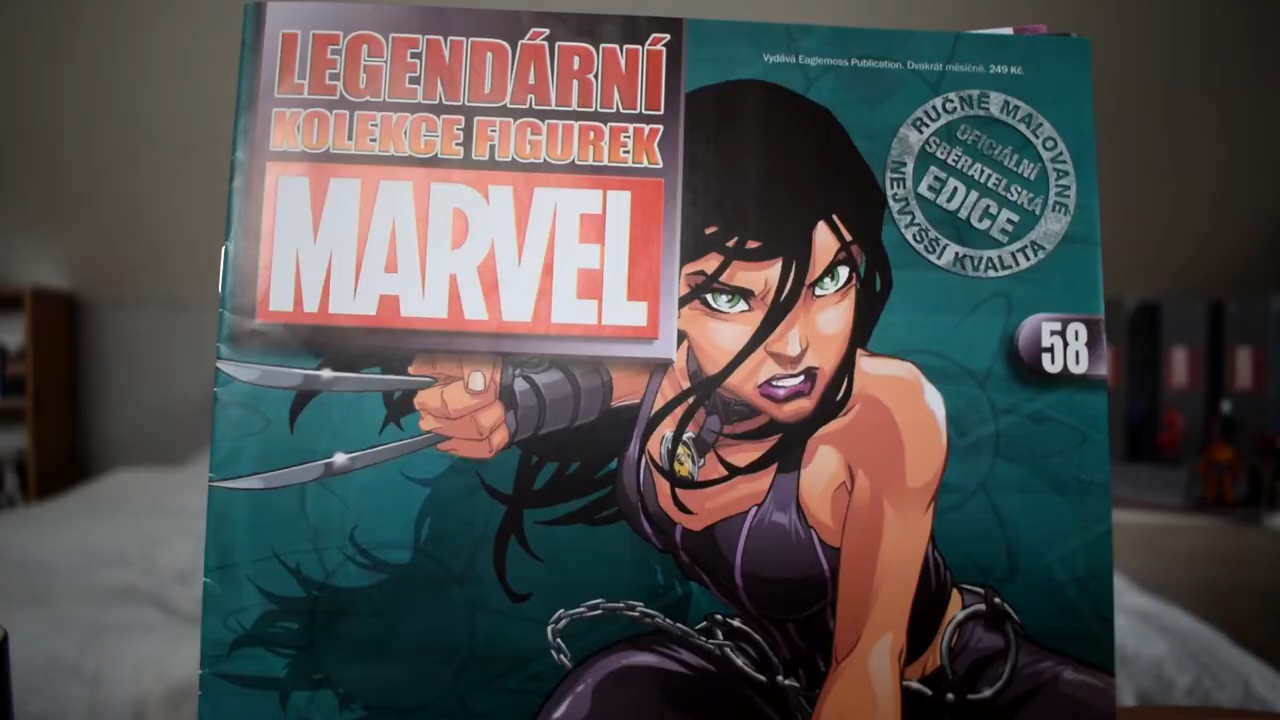 LEGENDÁRNÍ
KOLEKCE FIGUREK
MARVEL
Vydává Eaglemoss Publication. Dvakrát měsíčně. 249 Kč.
RUČNĚ MALOVANÉ
OFICIÁLNÍ
SBĚRATELSKÁ
EDICE
NEJVYŠŠÍ KVALITA
58